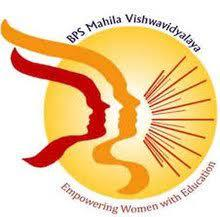 BPS Mahila Vishwavidyalaya
Empowering Women with Education